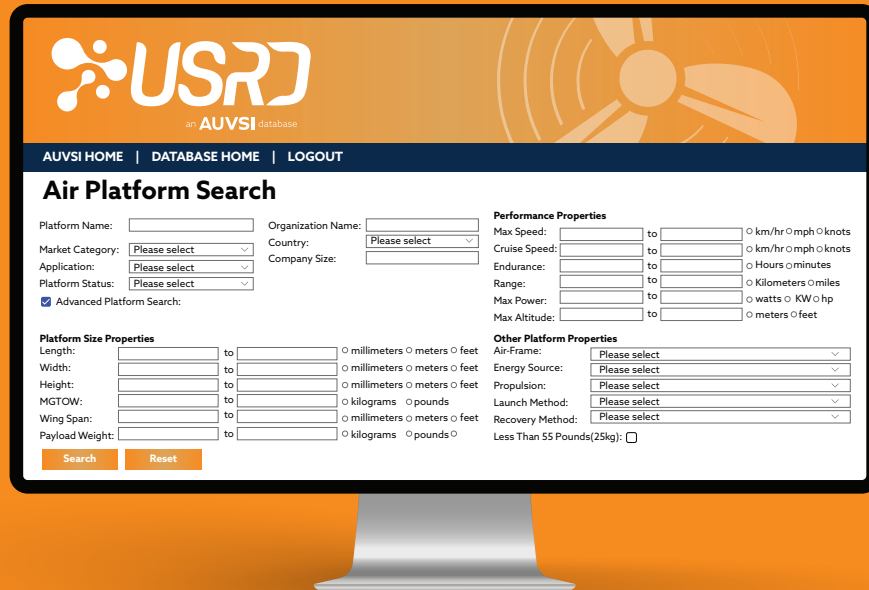 USRD
an AUVSI database
AUVSI HOME | DATABASE HOME | LOGOUT
Air Platform Search
Platform Name:
Organization Name:
Market Category: Please select
Country: Please select
Application: Please select
Company Size:
Platform Status: Please select
Advanced Platform Search:
Performance Properties
Max Speed: to km/hr mph knots
Cruise Speed: to km/hr mph knots
Endurance: to Hours minutes
Range: to Kilometers miles
Max Power: to watts KW hp
Max Altitude: to meters feet
Platform Size Properties
Length: to millimeters meters feet
Width: to millimeters meters feet
Height: to millimeters meters feet
MGTOW: to kilograms pounds
Wing Span: to millimeters meters feet
Payload Weight: to kilograms pounds
Other Platform Properties
Air-Frame: Please select
Energy Source: Please select
Propulsion: Please select
Launch Method: Please select
Recovery Method: Please select
Less Than 55 Pounds(25kg):
Search Reset